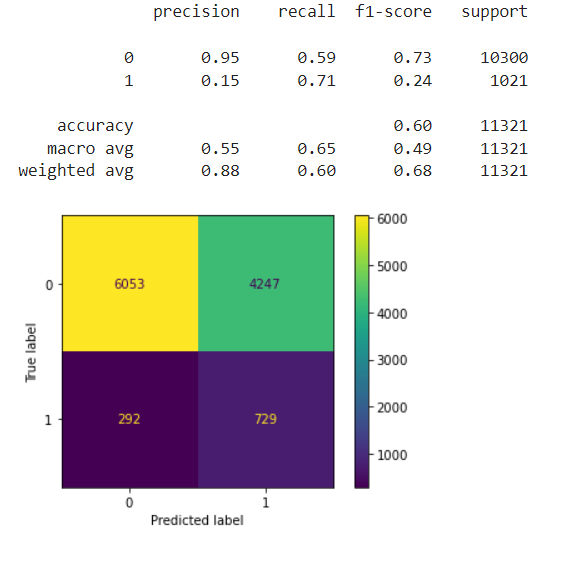 precision recall f1-score support
0 0.95 0.59 0.73 10300
1 0.15 0.71 0.24 1021
accuracy 0.60 11321
macro avg 0.55 0.65 0.49 11321
weighted avg 0.88 0.60 0.68 11321
6000
5000
4000
3000
2000
1000
True label
0 6053 4247
1 292 729
0 1
Predicted label